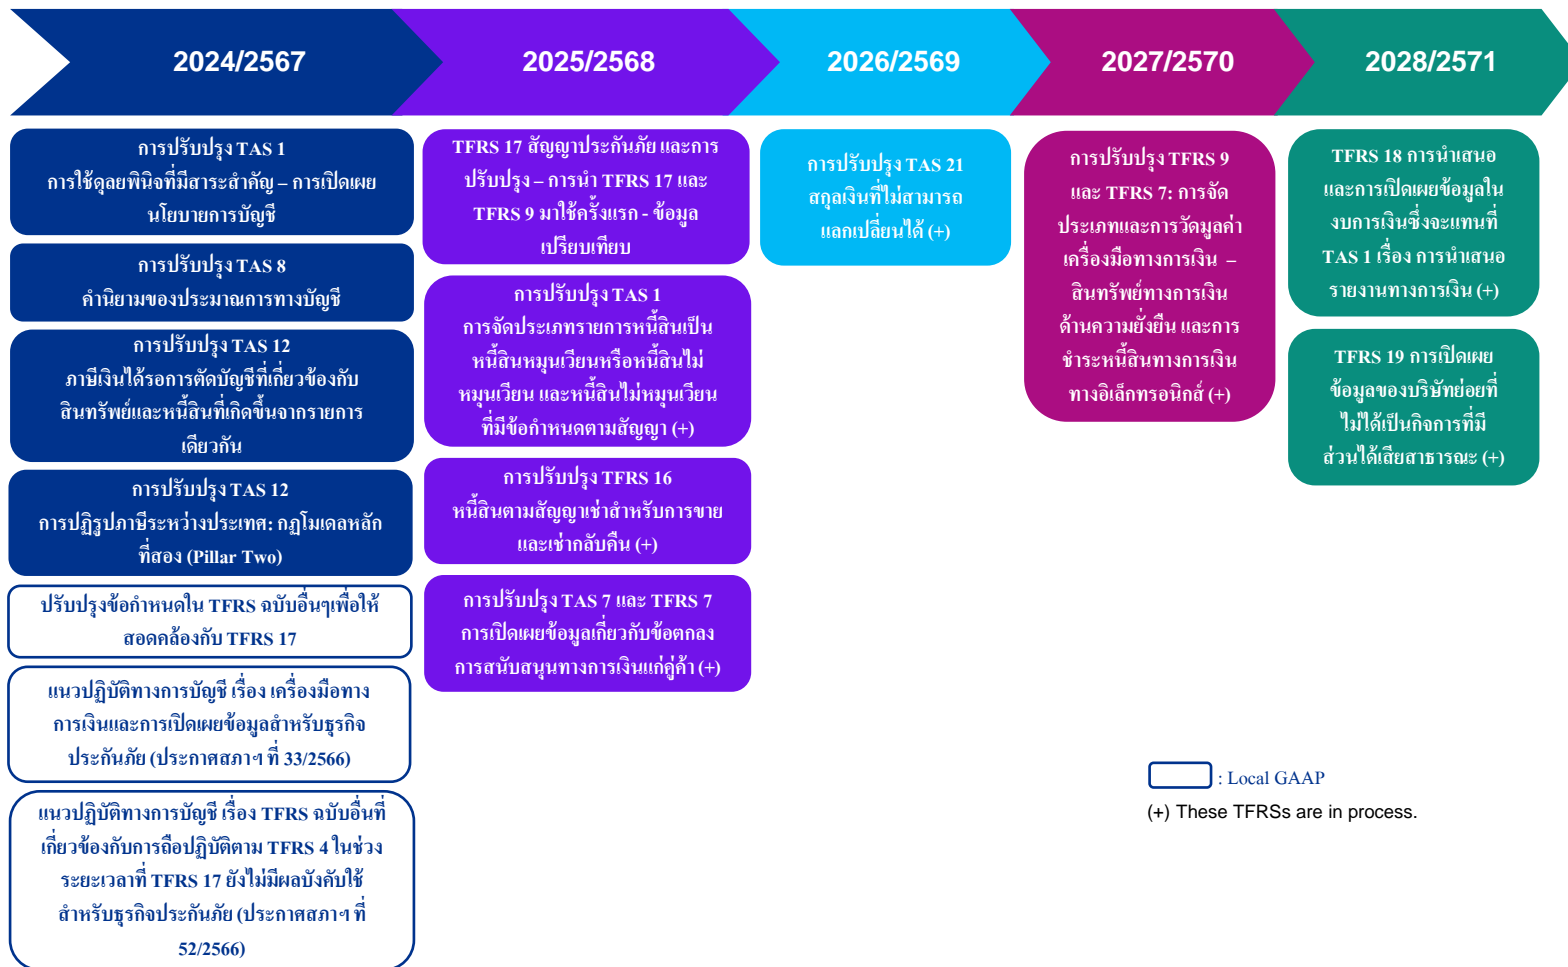 2024/2567
2025/2568
2026/2569
2027/2570
2028/2571
การปรับปรุง TAS 1
การใช้ดุลยพินิจที่มีสาระสำคัญ – การเปิดเผย
นโยบายการบัญชี
การปรับปรุง TAS 8
คำนิยามของประมาณการทางบัญชี
การปรับปรุง TAS 12
ภาษีเงินได้รอการตัดบัญชีที่เกี่ยวข้องกับ
สินทรัพย์และหนี้สินที่เกิดขึ้นจากรายการ
เดียวกัน
การปรับปรุง TAS 12
การปฏิรูปภาษีระหว่างประเทศ: กฏโมเดลหลัก
ที่สอง (Pillar Two)
ปรับปรุงข้อกำหนดใน TFRS ฉบับอื่นๆเพื่อให้
สอดคล้องกับ TFRS 17
แนวปฏิบัติทางการบัญชี เรื่อง เครื่องมือทาง
การเงินและการเปิดเผยข้อมูลสำหรับธุรกิจ
ประกันภัย (ประกาศสภาฯ ที่ 33/2566)
แนวปฏิบัติทางการบัญชี เรื่อง TFRS ฉบับอื่นที่
เกี่ยวข้องกับการถือปฏิบัติตาม TFRS 4 ในช่วง
ระยะเวลาที่ TFRS 17 ยังไม่มีผลบังคับใช้
สำหรับธุรกิจประกันภัย (ประกาศสภาฯ ที่
52/2566)
TFRS 17 สัญญาประกันภัย และการ
ปรับปรุง – การนำ TFRS 17 และ
TFRS 9 มาใช้ครั้งแรก - ข้อมูล
เปรียบเทียบ
การปรับปรุง TAS 1
การจัดประเภทรายการหนี้สินเป็น
หนี้สินหมุนเวียนหรือหนี้สินไม่
หมุนเวียน และหนี้สินไม่หมุนเวียน
ที่มีข้อกำหนดตามสัญญา (+)
การปรับปรุง TFRS 16
หนี้สินตามสัญญาเช่าสำหรับการขาย
และเช่ากลับคืน (+)
การปรับปรุง TAS 7 และ TFRS 7
การเปิดเผยข้อมูลเกี่ยวกับข้อตกลง
การสนับสนุนทางการเงินแก่คู่ค้า (+)
การปรับปรุง TAS 21
สกุลเงินที่ไม่สามารถ
แลกเปลี่ยนได้ (+)
การปรับปรุง TFRS 9
และ TFRS 7: การจัด
ประเภทและการวัดมูลค่า
เครื่องมือทางการเงิน –
สินทรัพย์ทางการเงิน
ด้านความยั่งยืน และการ
ชำระหนี้สินทางการเงิน
ทางอิเล็กทรอนิกส์ (+)
TFRS 18 การนำเสนอ
และการเปิดเผยข้อมูลใน
งบการเงินซึ่งจะแทนที่
TAS 1 เรื่อง การนำเสนอ
รายงานทางการเงิน (+)
TFRS 19 การเปิดเผย
ข้อมูลของบริษัทย่อยที่
ไม่ได้เป็นกิจการที่มี
ส่วนได้เสียสาธารณะ (+)
: Local GAAP
(+) These TFRSs are in process.